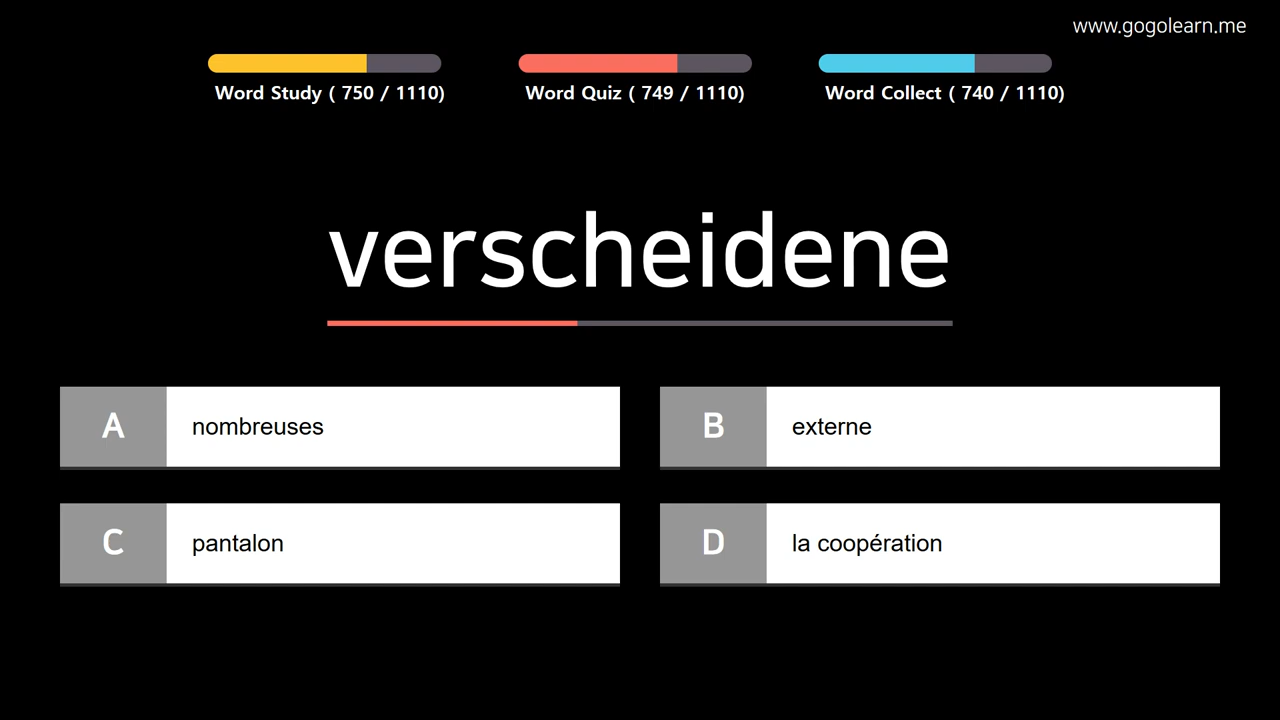 www.gogolearn.me
Word Study ( 750 / 1110)
Word Quiz ( 749 / 1110)
Word Collect ( 740 / 1110)
verscheidene
A nombreuses
B externe
C pantalon
D la coopération